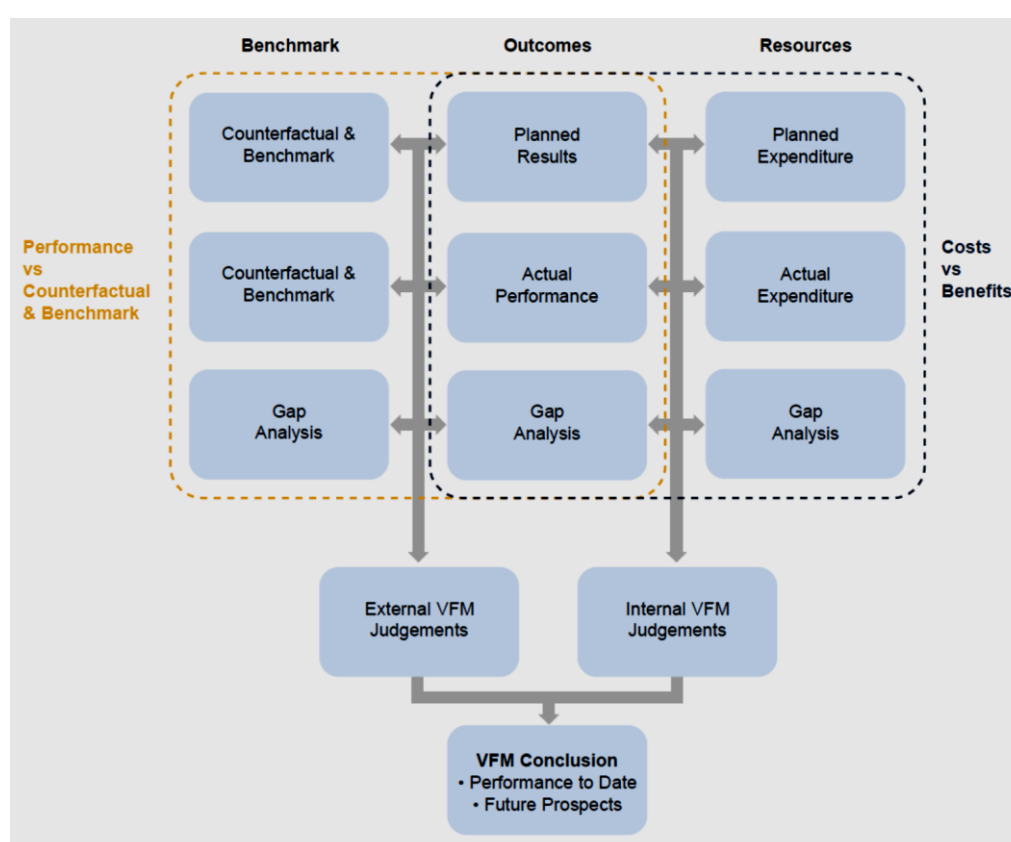 Benchmark
Outcomes
Resources
Counterfactual &
Benchmark
Planned
Results
Planned
Expenditure
Performance
vs
Counterfactual
& Benchmark
Counterfactual &
Benchmark
Actual
Performance
Actual
Expenditure
Costs
vs
Benefits
Gap
Analysis
Gap
Analysis
Gap
Analysis
External VFM
Judgements
Internal VFM
Judgements
VFM Conclusion
• Performance to Date
• Future Prospects